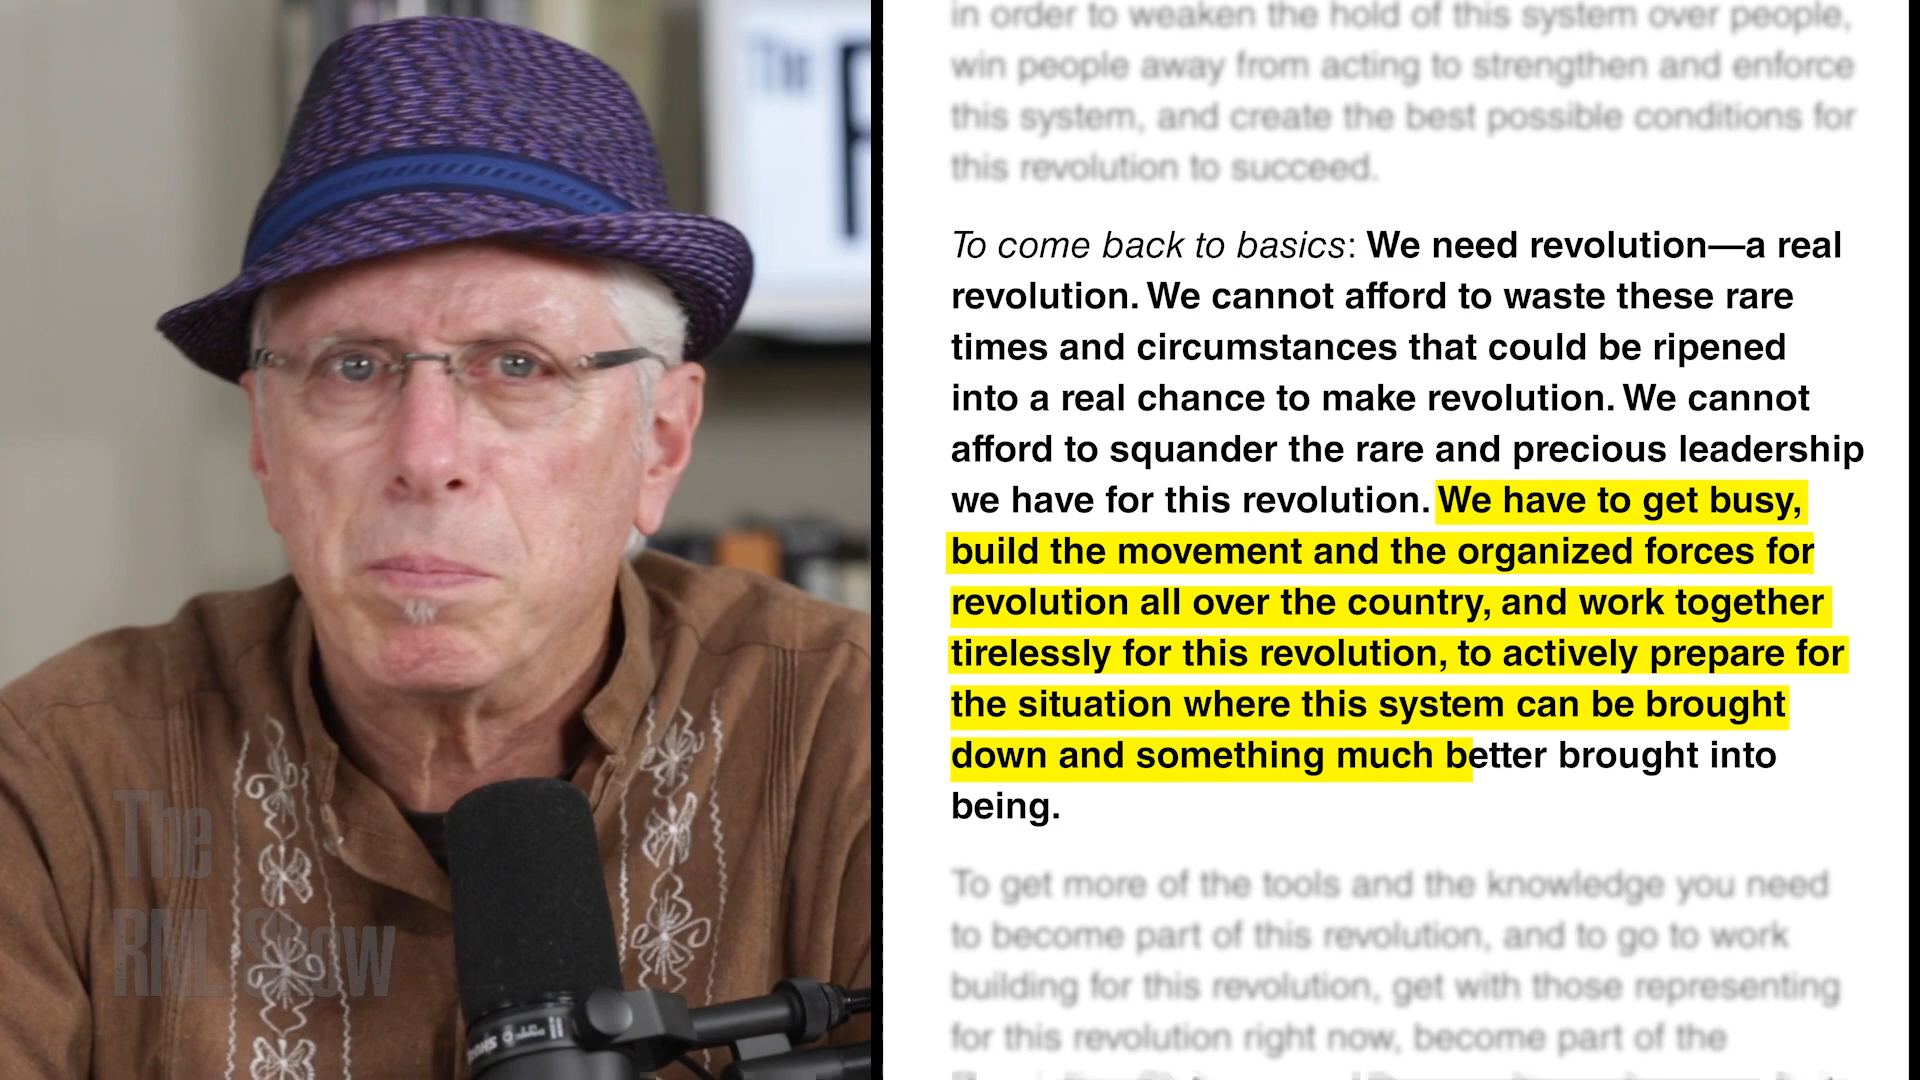 The
in order to weaken the hold of this system over people,
win people away from acting to strengthen and enforce
this system, and create the best possible conditions for
this revolution to succeed.
To come back to basics: We need revolution—a real
revolution. We cannot afford to waste these rare
times and circumstances that could be ripened
into a real chance to make revolution. We cannot
afford to squander the rare and precious leadership
we have for this revolution. We have to get busy,
build the movement and the organized forces for
revolution all over the country, and work together
tirelessly for this revolution, to actively prepare for
the situation where this system can be brought
down and something much better brought into
being.
To get more of the tools and the knowledge you need
to become part of this revolution, and to go to work
building for this revolution, get with those representing
for this revolution right now, become part of the
The
RML Show